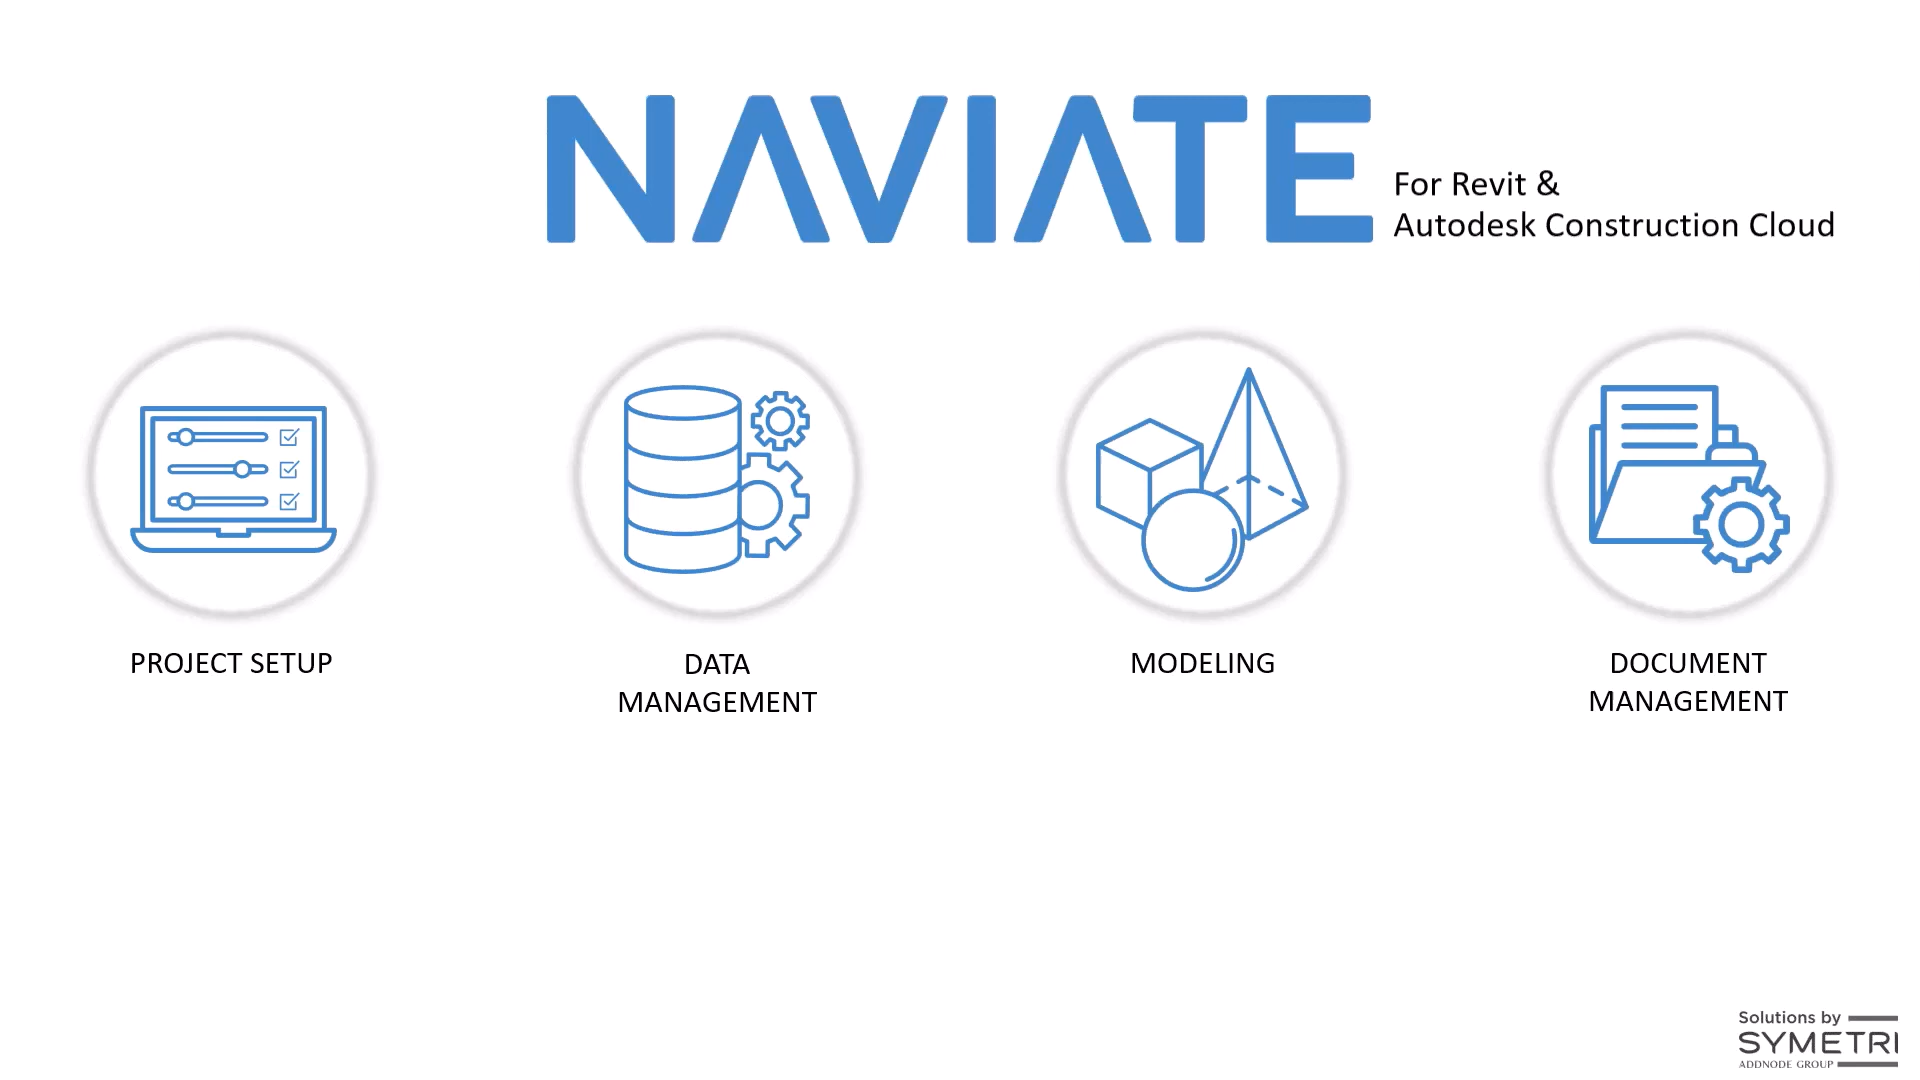 NAVIATE
For Revit &
Autodesk Construction Cloud
PROJECT SETUP
DATA
MANAGEMENT
MODELING
DOCUMENT
MANAGEMENT
Solutions by
SYMETRI
ADDNODE GROUP